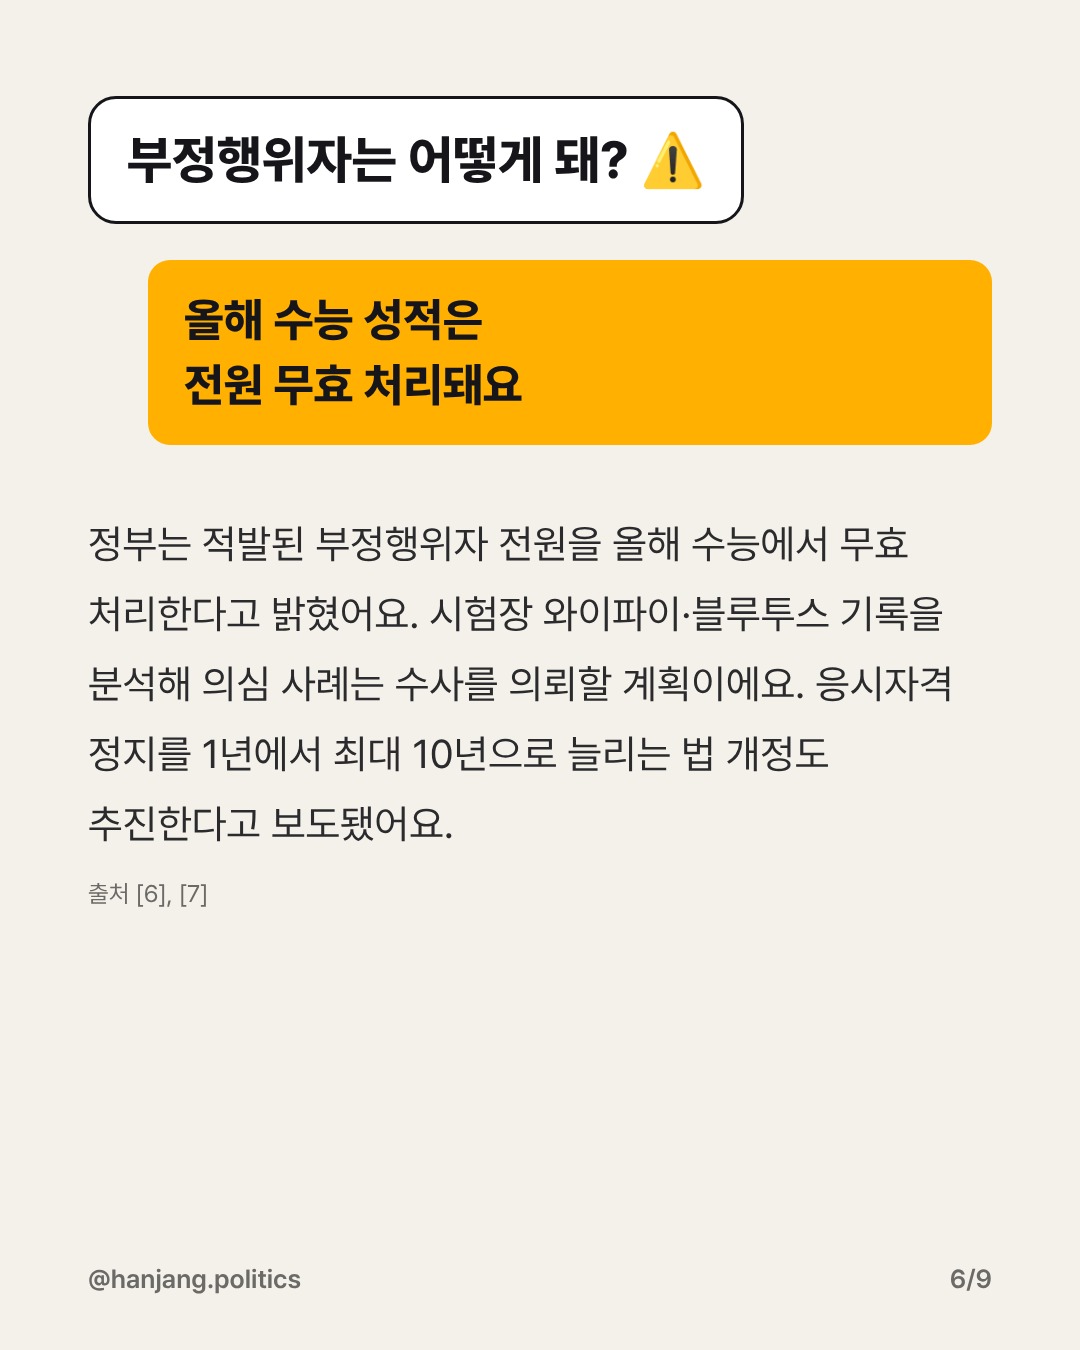 부정행위자는 어떻게 돼? ⚠️
올해 수능 성적은
전원 무효 처리돼요
정부는 적발된 부정행위자 전원을 올해 수능에서 무효
처리한다고 밝혔어요. 시험장 와이파이·블루투스 기록을
분석해 의심 사례는 수사를 의뢰할 계획이에요. 응시자격
정지를 1년에서 최대 10년으로 늘리는 법 개정도
추진한다고 보도됐어요.
출처 [6], [7]
@hanjang.politics
6/9